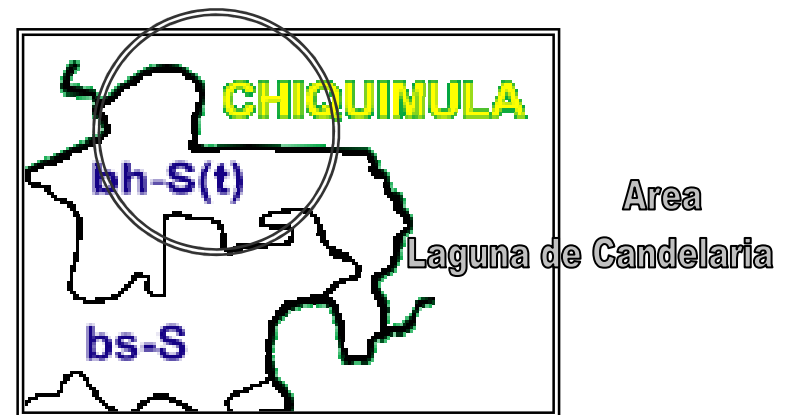 CHIQUIMULA
bh-S(t)
Area
Laguna de Candelaria
bs-S